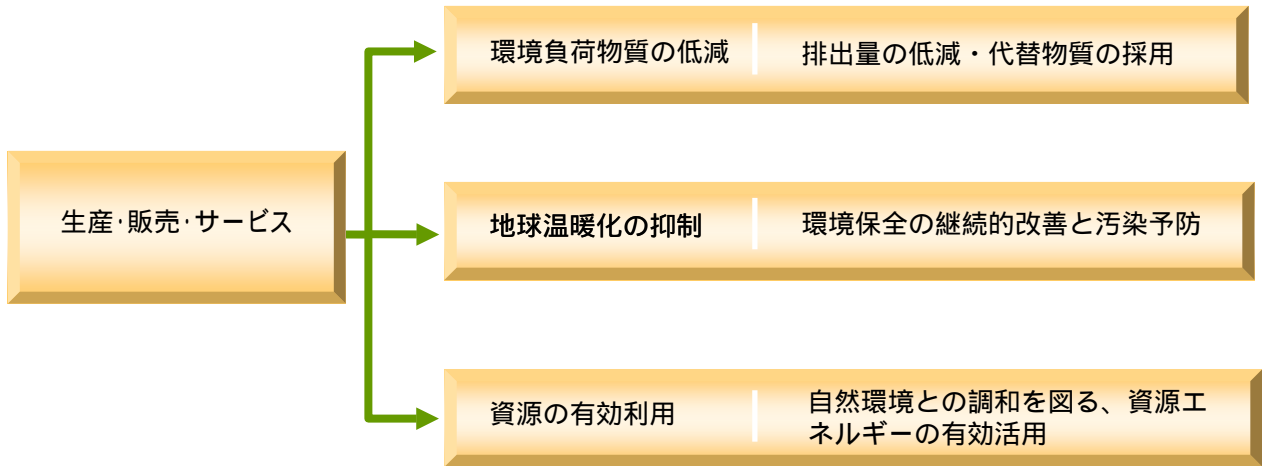 環境負荷物質の低減
排出量の低減・代替物質の採用
生産・販売・サービス
地球温暖化の抑制
環境保全の継続的改善と汚染予防
資源の有効利用
自然環境との調和を図る、資源エ
ネルギーの有効活用